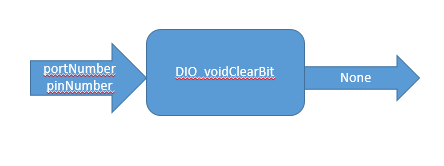 portNumber
pinNumber
DIO_voidClearBit
None